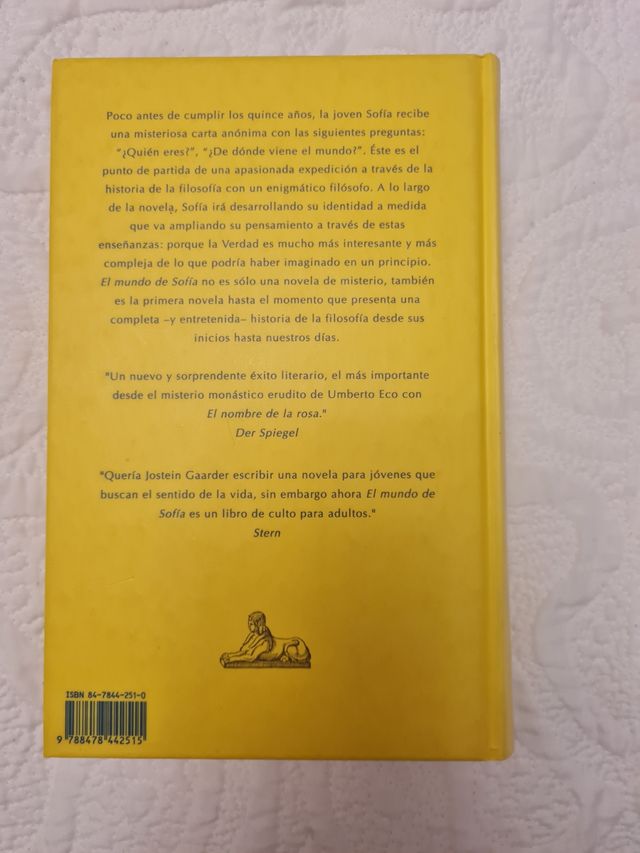 Poco antes de cumplir los quince años, la joven Sofía recibe
una misteriosa carta anónima con las siguientes preguntas:
"¿Quién eres?", "¿De dónde viene el mundo?". Éste es el
punto de partida de una apasionada expedición a través de la
historia de la filosofía con un enigmático filósofo. A lo largo
de la novela, Sofía irá desarrollando su identidad a medida
que va ampliando su pensamiento a través de estas
enseñanzas: porque la Verdad es mucho más interesante y más
compleja de lo que podría haber imaginado en un principio.
El mundo de Sofía no es sólo una novela de misterio, también
es la primera novela hasta el momento que presenta una
completa –y entretenida– historia de la filosofía desde sus
inicios hasta nuestros días.
"Un nuevo y sorprendente éxito literario, el más importante
desde el misterio monástico erudito de Umberto Eco con
El nombre de la rosa."
Der Spiegel
"Quería Jostein Gaarder escribir una novela para jóvenes que
buscan el sentido de la vida, sin embargo ahora El mundo de
Sofía es un libro de culto para adultos."
Stern
ISBN 84-7844-251-0
9 788478 442515